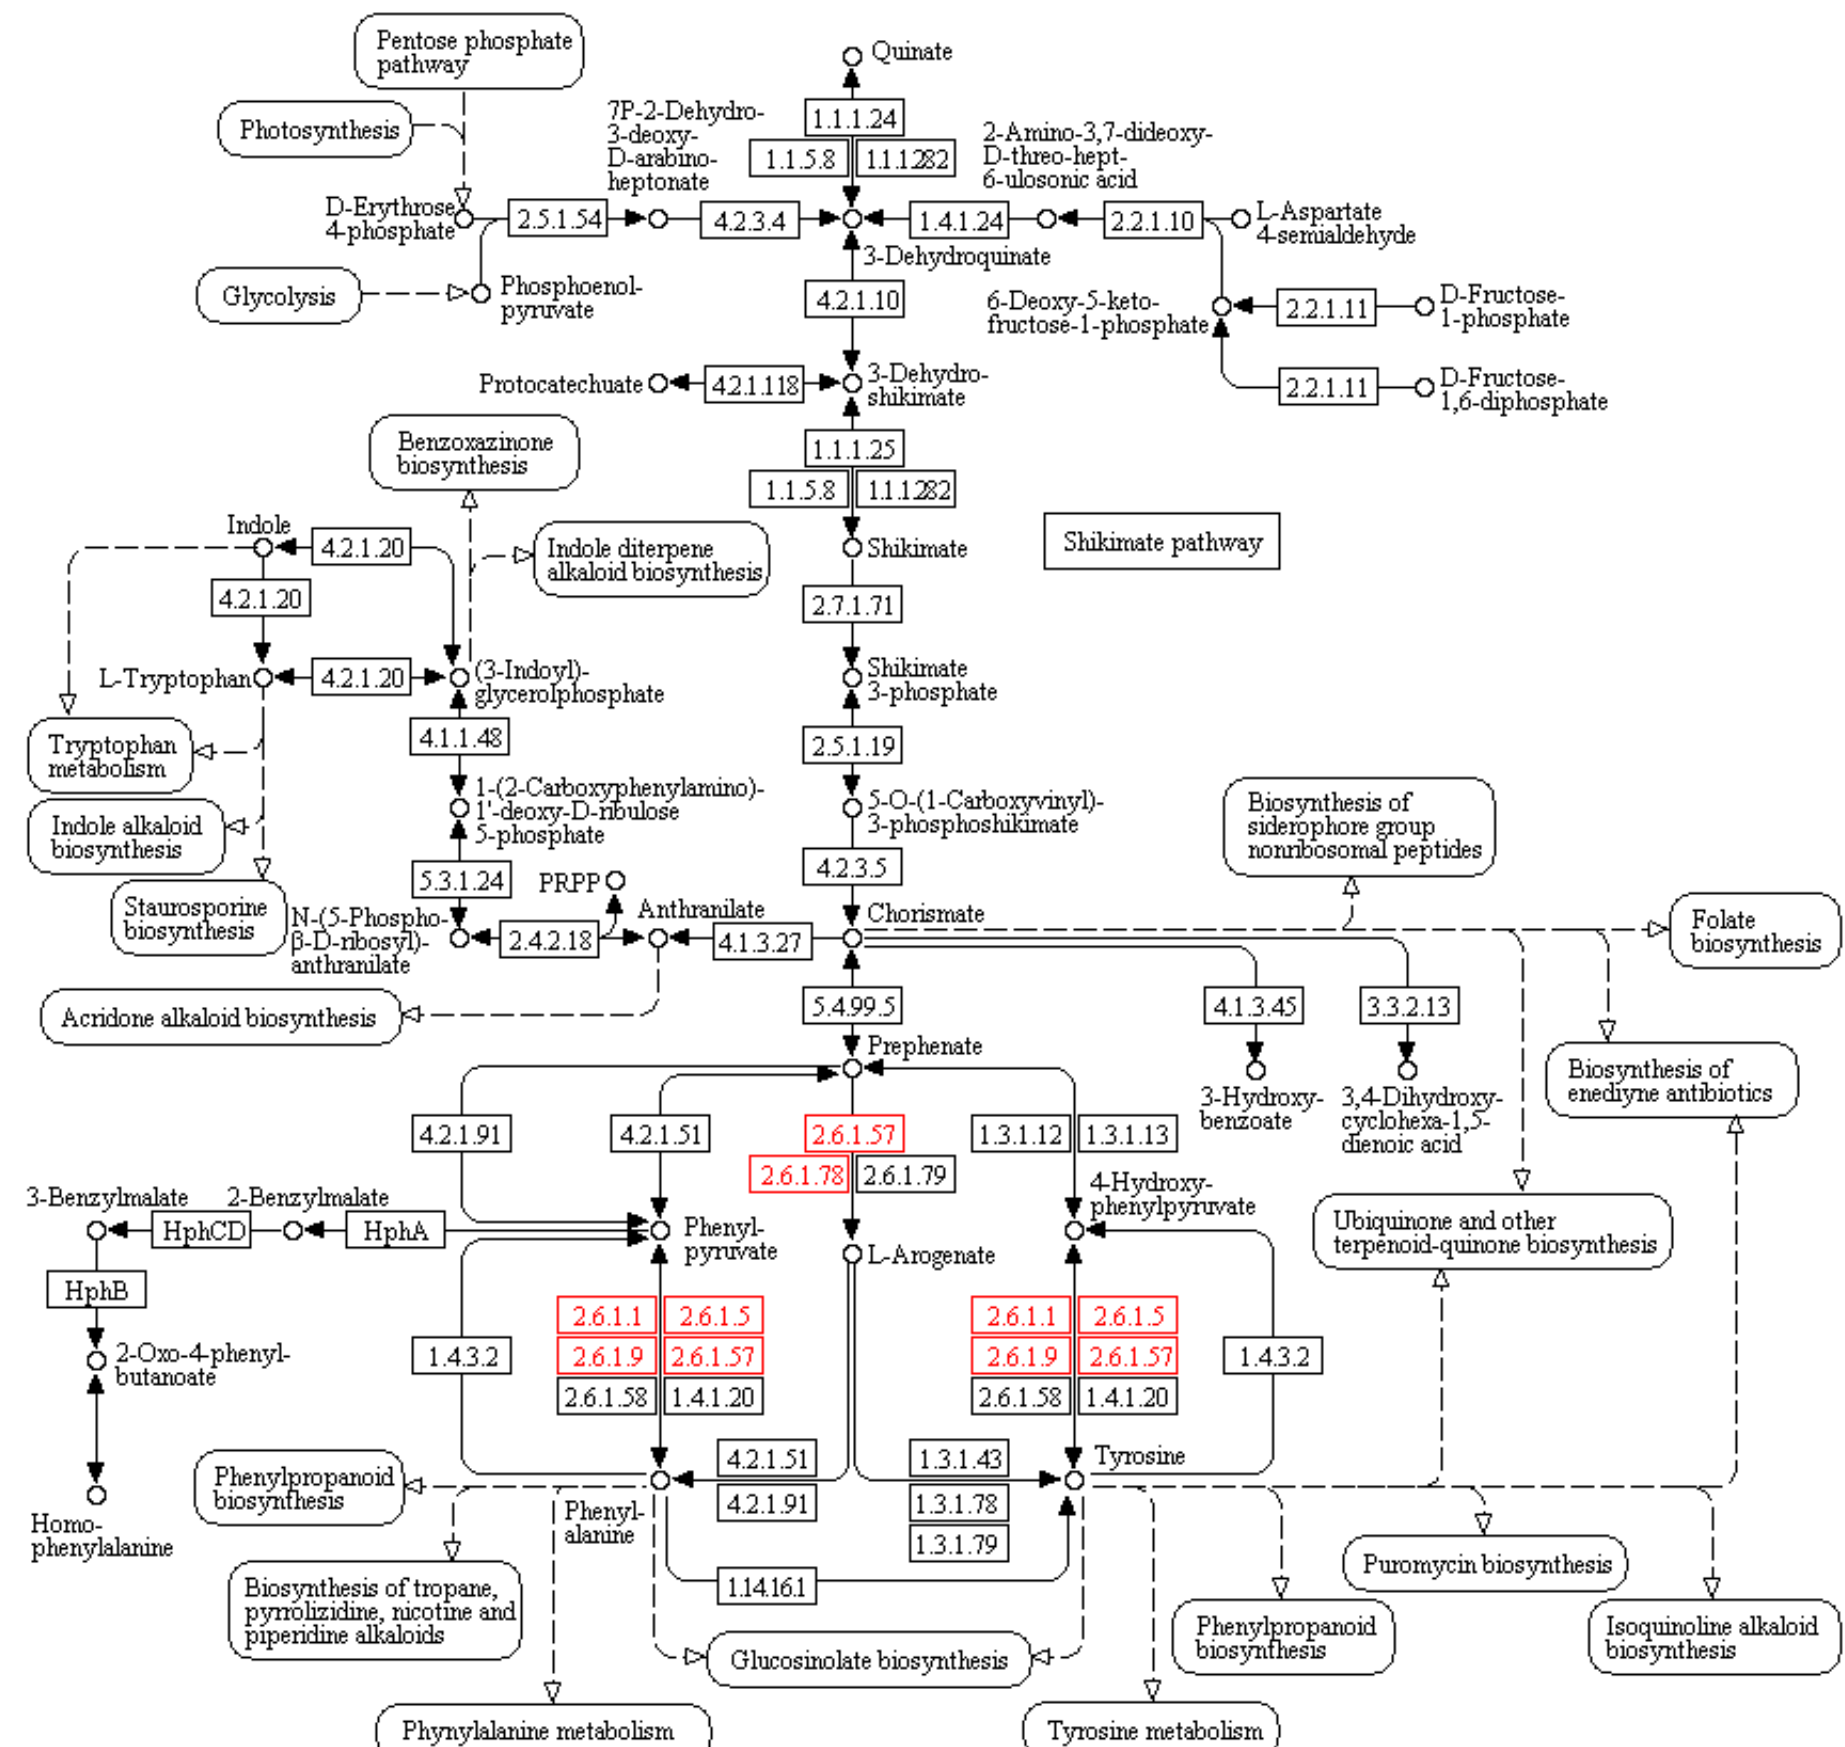 Pentose phosphate
pathway
Quinate
Photosynthesis
7P-2-Dehydro-
3-deoxy-
D-arabino-
heptonate
1.1.1.24
1.1.5.8
1.1.1.282
2-Amino-3,7-dideoxy-
D-threo-hept-
6-ulosonic acid
D-Erythrose
4-phosphate
2.5.1.54
4.2.3.4
1.4.1.24
2.2.1.10
L-Aspartate
4-semialdehyde
3-Dehydroquinate
Glycolysis
Phosphoenol-
pyruvate
4.2.1.10
6-Deoxy-5-keto-
fructose-1-phosphate
2.2.1.11
D-Fructose-
1-phosphate
Protocatechuate
4.2.1.118
3-Dehydro-
shikimate
2.2.1.11
D-Fructose-
1,6-diphosphate
Benzoxazinone
biosynthesis
1.1.1.25
1.1.5.8
1.1.1.282
Indole
4.2.1.20
Indole diterpene
alkaloid biosynthesis
Shikimate
Shikimate pathway
4.2.1.20
2.7.1.71
L-Tryptophan
4.2.1.20
(3-Indoyl)-
glycerolphosphate
Shikimate
3-phosphate
Tryptophan
metabolism
4.1.1.48
2.5.1.19
1-(2-Carboxyphenylamino)-
1'-deoxy-D-ribulose
5-phosphate
5-O-(1-Carboxyvinyl)-
3-phosphoshikimate
Biosynthesis of
siderophore group
nonribosomal peptides
Indole alkaloid
biosynthesis
5.3.1.24
PRPP
4.2.3.5
Staurosporine
biosynthesis
N-(5-Phospho-
β-D-ribosyl)-
anthranilate
2.4.2.18
Anthranilate
4.1.3.27
Chorismate
Folate
biosynthesis
Acridone alkaloid biosynthesis
5.4.99.5
4.1.3.45
3.3.2.13
Prephenate
3-Hydroxy-
benzoate
3,4-Dihydroxy-
cyclohexa-1,5-
dienoic acid
Biosynthesis of
enediyne antibiotics
4.2.1.91
4.2.1.51
2.6.1.57
1.3.1.12
1.3.1.13
2.6.1.78
2.6.1.79
3-Benzylmalate
2-Benzylmalate
4-Hydroxy-
phenylpyruvate
HphCD
HphA
Phenyl-
pyruvate
L-Arogenate
Ubiquinone and other
terpenoid-quinone biosynthesis
HphB
2.6.1.1
2.6.1.5
2.6.1.1
2.6.1.5
2-Oxo-4-phenyl-
butanoate
1.4.3.2
2.6.1.9
2.6.1.57
2.6.1.9
2.6.1.57
1.4.3.2
2.6.1.58
1.4.1.20
2.6.1.58
1.4.1.20
Phenylpropanoid
biosynthesis
4.2.1.51
1.3.1.43
Tyrosine
Homo-
phenylalanine
Phenyl-
alanine
4.2.1.91
1.3.1.78
1.3.1.79
Puromycin biosynthesis
Biosynthesis of tropane,
pyrrolizidine, nicotine and
piperidine alkaloids
1.14.16.1
Phenylpropanoid
biosynthesis
Isoquinoline alkaloid
biosynthesis
Glucosinolate biosynthesis
Phynylalanine metabolism
Tyrosine metabolism